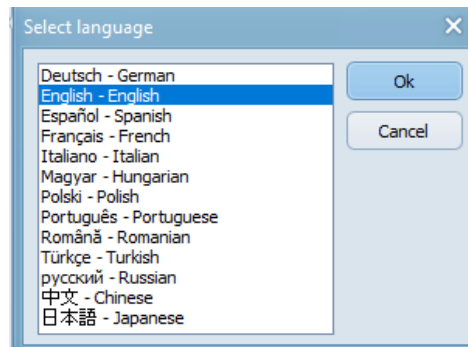 Select language
Deutsch - German
English - English
Español - Spanish
Français - French
Italiano - Italian
Magyar - Hungarian
Polski - Polish
Português - Portuguese
Română - Romanian
Türkçe - Turkish
русский - Russian
中文 - Chinese
日本語 - Japanese
Ok
Cancel